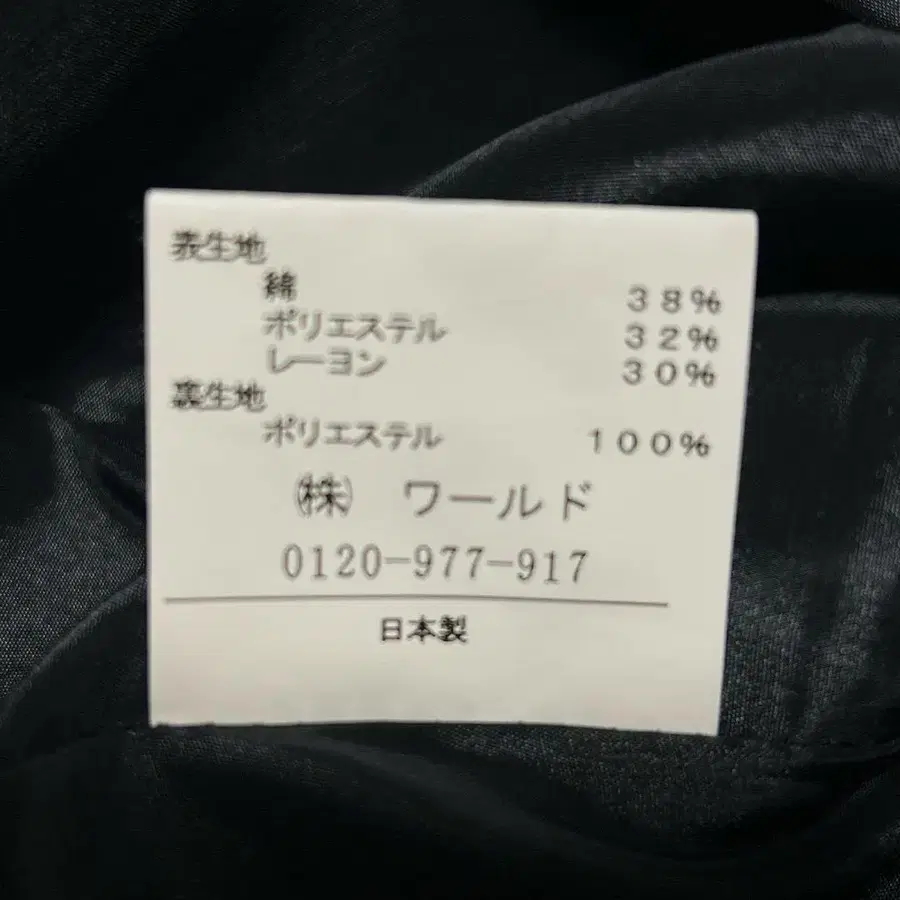 表生地
綿 38%
ポリエステル 32%
レーヨン 30%
裏生地
ポリエステル 100%
㈱ ワールド
0120-977-917
日本製